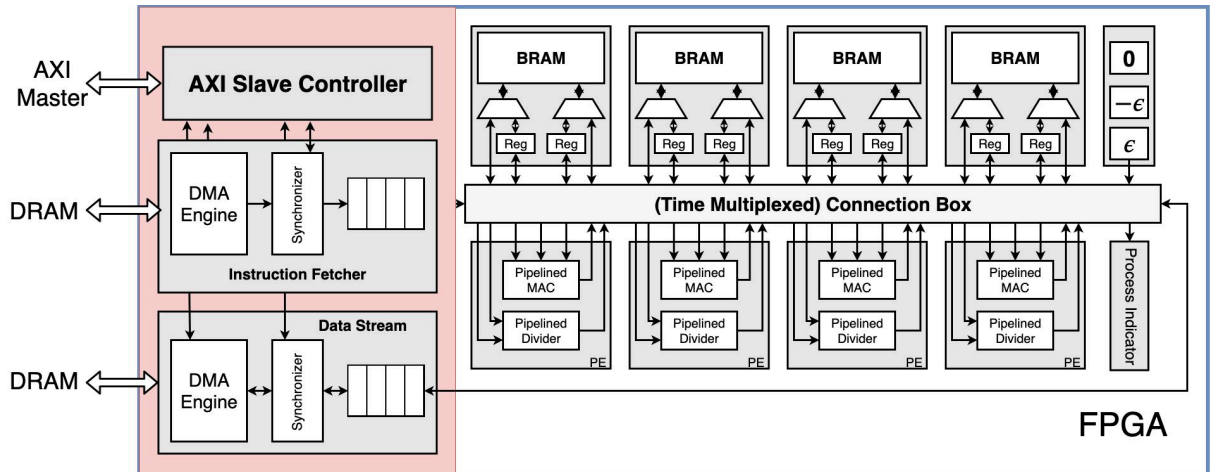 AXI
Master
AXI Slave Controller
DRAM
DMA
Engine
Synchronizer
Instruction Fetcher
DRAM
Data Stream
DMA
Engine
Synchronizer
BRAM
Reg
Reg
BRAM
Reg
Reg
BRAM
Reg
Reg
BRAM
Reg
Reg
0
−ϵ
ϵ
(Time Multiplexed) Connection Box
Pipelined
MAC
Pipelined
Divider
PE
Pipelined
MAC
Pipelined
Divider
PE
Pipelined
MAC
Pipelined
Divider
PE
Pipelined
MAC
Pipelined
Divider
PE
Process Indicator
FPGA